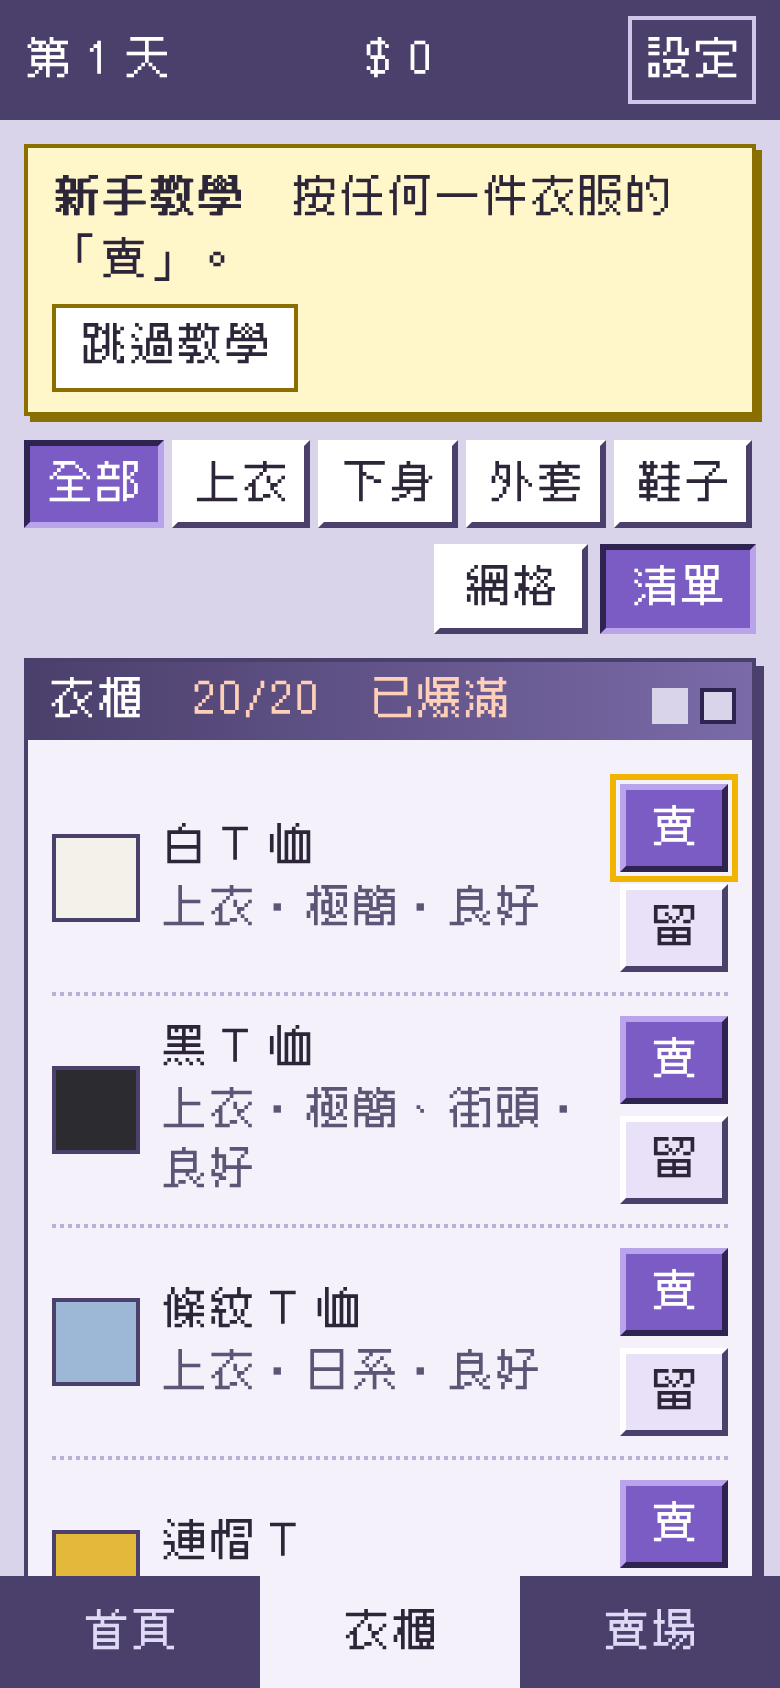 第 1 天 $ 0 設定
新手教學 按任何一件衣服的
「賣」。
跳過教學
全部 上衣 下身 外套 鞋子
網格 清單
衣櫃 20/20 已爆滿
白 T 恤
上衣・極簡・良好
賣
留
黑 T 恤
上衣・極簡、街頭・
良好
賣
留
條紋 T 恤
上衣・日系・良好
賣
留
連帽 T
賣
首頁 衣櫃 賣場